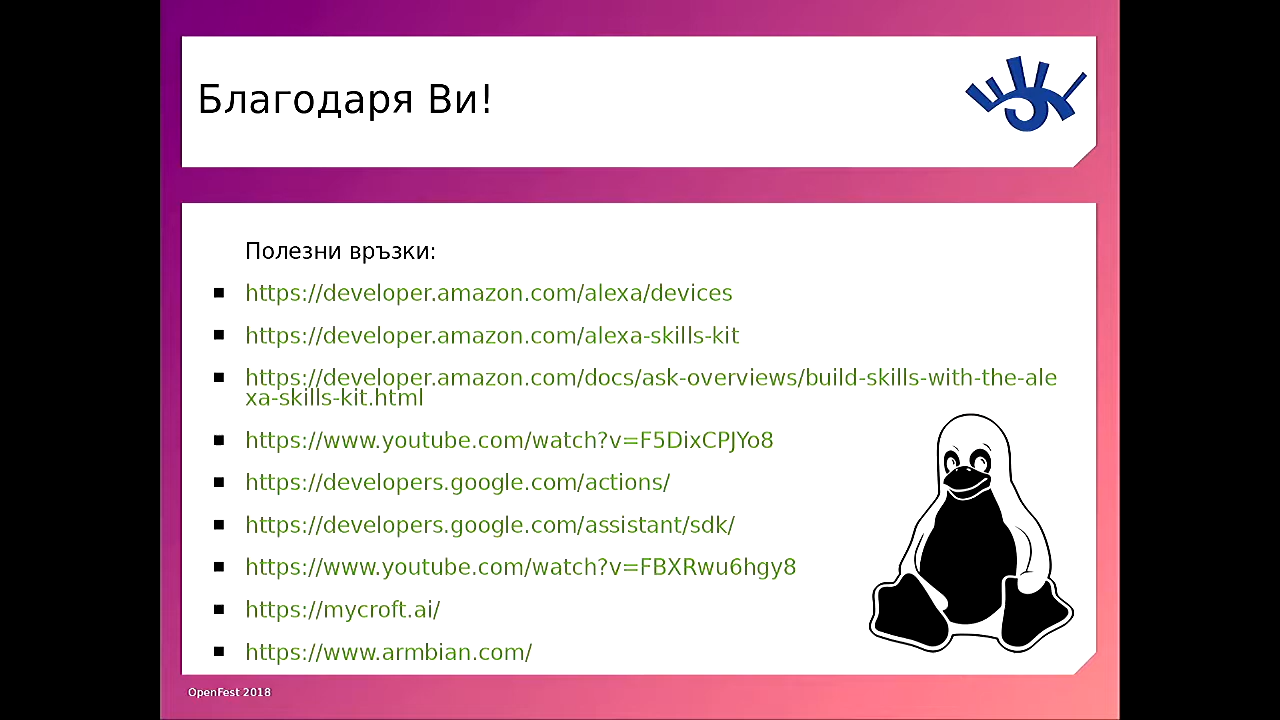 Благодаря Ви!
Полезни връзки:
https://developer.amazon.com/alexa/devices
https://developer.amazon.com/alexa-skills-kit
https://developer.amazon.com/docs/ask-overviews/build-skills-with-the-ale
xa-skills-kit.html
https://www.youtube.com/watch?v=F5DixCPJYo8
https://developers.google.com/actions/
https://developers.google.com/assistant/sdk/
https://www.youtube.com/watch?v=FBXRwu6hgy8
https://mycroft.ai/
https://www.armbian.com/
OpenFest 2018